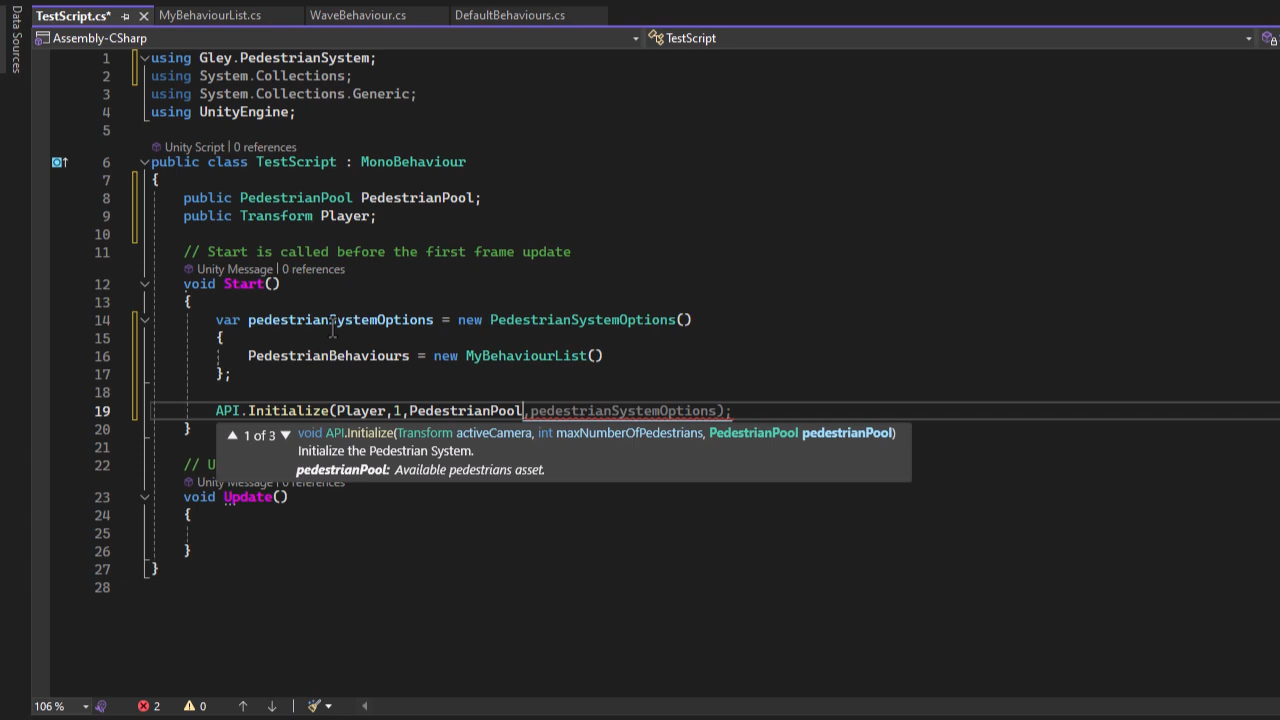 Data Sources
TestScript.cs* MyBehaviourList.cs WaveBehaviour.cs DefaultBehaviours.cs
Assembly-CSharp TestScript
1 using Gley.PedestrianSystem;
2 using System.Collections;
3 using System.Collections.Generic;
4 using UnityEngine;
5
Unity Script | 0 references
6 public class TestScript : MonoBehaviour
7 {
8 public PedestrianPool PedestrianPool;
9 public Transform Player;
10
11 // Start is called before the first frame update
Unity Message | 0 references
12 void Start()
13 {
14 var pedestrianSystemOptions = new PedestrianSystemOptions()
15 {
16 PedestrianBehaviours = new MyBehaviourList()
17 };
18
19 API.Initialize(Player,1,PedestrianPool,pedestrianSystemOptions);
20 }
1 of 3 void API.Initialize(Transform activeCamera, int maxNumberOfPedestrians, PedestrianPool pedestrianPool)
21 Initialize the Pedestrian System.
22 // U pedestrianPool: Available pedestrians asset.
Unity Message | 0 references
23 void Update()
24 {
25
26 }
27 }
28
106 % 2 0